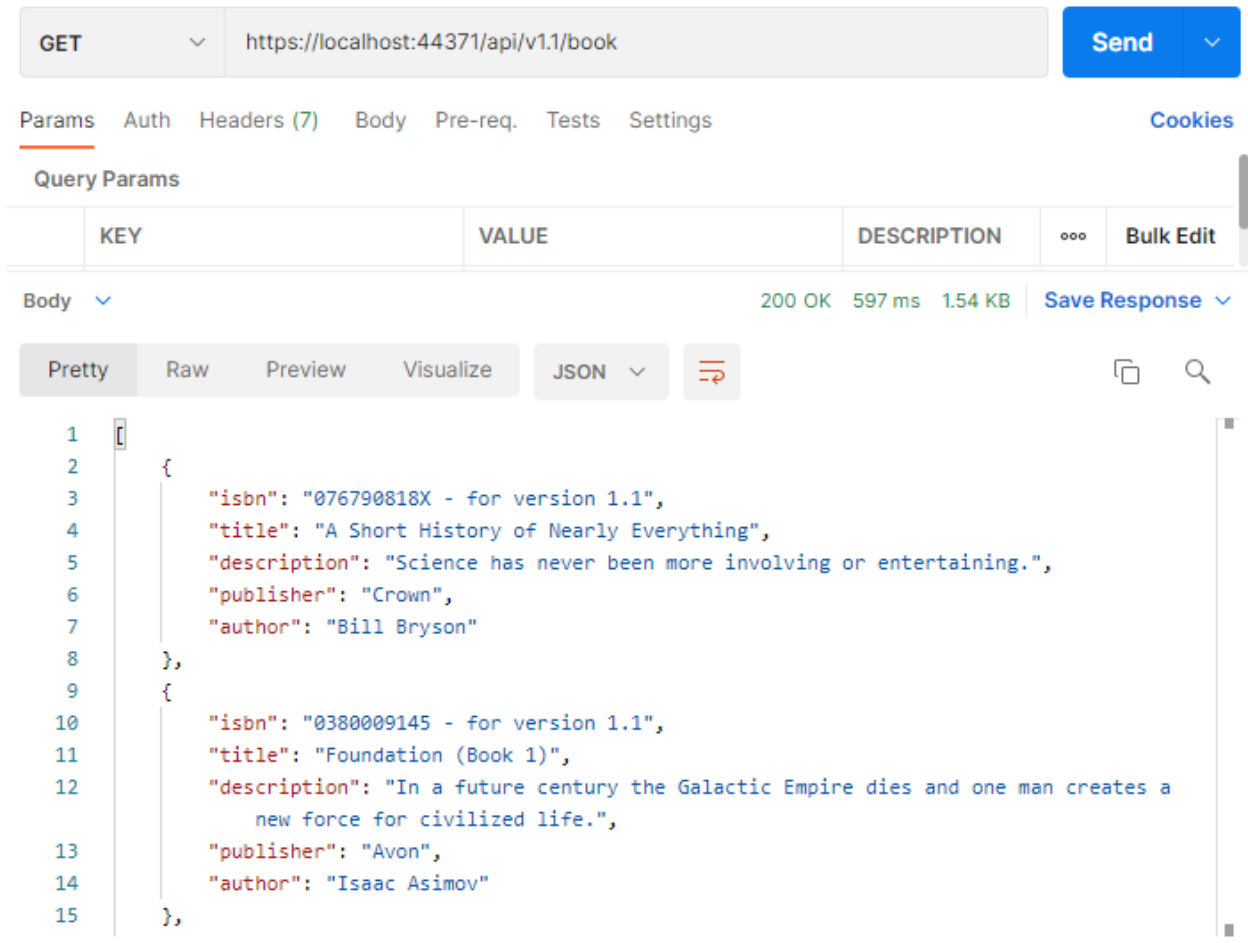 GET https://localhost:44371/api/v1.1/book Send
Params Auth Headers (7) Body Pre-req. Tests Settings Cookies
Query Params
KEY VALUE DESCRIPTION ooo Bulk Edit
Body 200 OK 597 ms 1.54 KB Save Response
Pretty Raw Preview Visualize JSON
1 [
2 {
3 "isbn": "076790818X - for version 1.1",
4 "title": "A Short History of Nearly Everything",
5 "description": "Science has never been more involving or entertaining.",
6 "publisher": "Crown",
7 "author": "Bill Bryson"
8 },
9 {
10 "isbn": "0380009145 - for version 1.1",
11 "title": "Foundation (Book 1)",
12 "description": "In a future century the Galactic Empire dies and one man creates a
new force for civilized life.",
13 "publisher": "Avon",
14 "author": "Isaac Asimov"
15 },